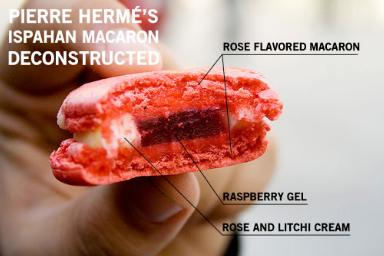 PIERRE HERMÉ'S
ISPAHAN MACARON
DECONSTRUCTED
ROSE FLAVORED MACARON
RASPBERRY GEL
ROSE AND LITCHI CREAM